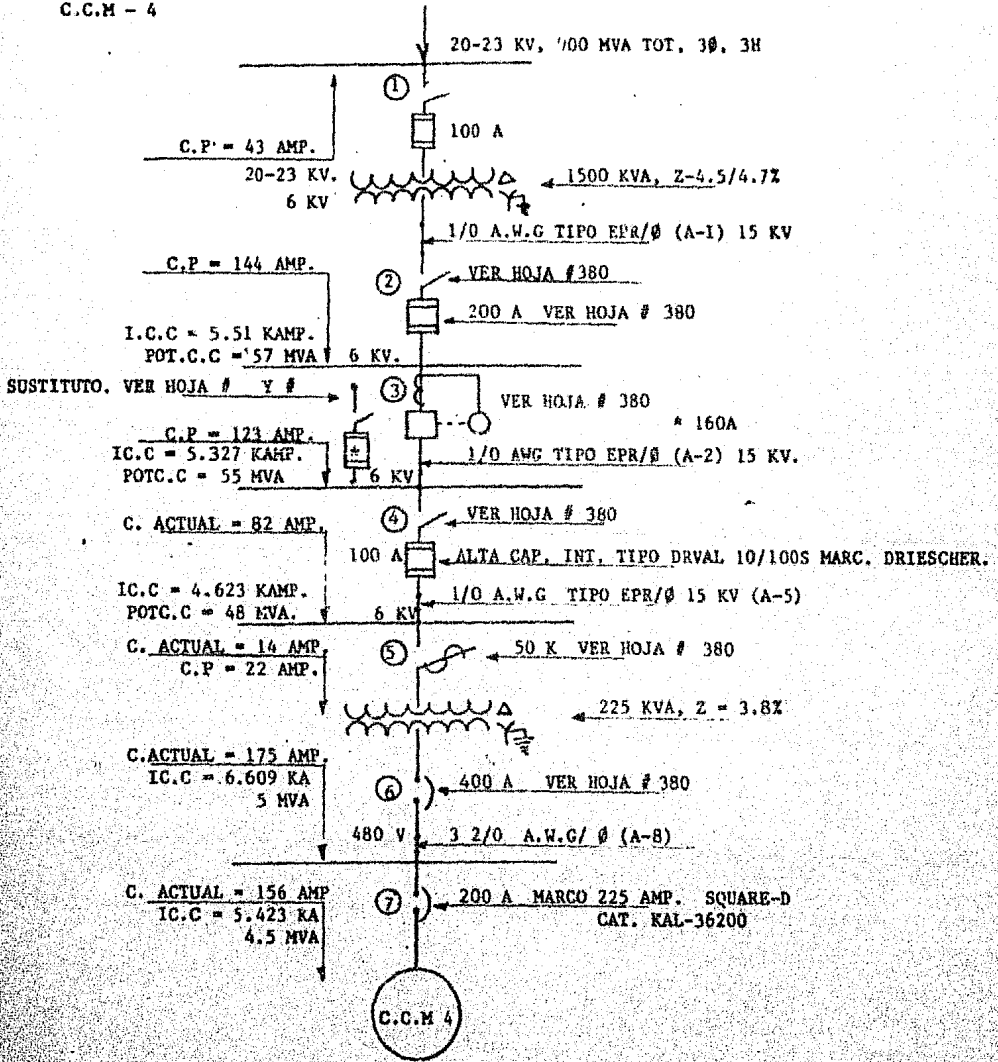 C.C.M - 4
20-23 KV, 00 MVA TOT. 3Ø, 3H
1
100 A
C.P = 43 AMP.
20-23 KV.
6 KV
1500 KVA, Z-4.5/4.7%
1/0 A.W.G TIPO EPR/Ø (A-1) 15 KV
C.P = 144 AMP.
2
VER HOJA #380
200 A VER HOJA # 380
I.C.C = 5.51 KAMP.
POT.C.C = 57 MVA 6 KV.
SUSTITUTO. VER HOJA # Y #
3
VER HOJA # 380
* 160A
C.P = 123 AMP.
IC.C = 5.327 KAMP.
POTC.C = 55 MVA
*
6 KV
1/0 AWG TIPO EPR/Ø (A-2) 15 KV.
4
VER HOJA # 380
C. ACTUAL = 82 AMP.
100 A
ALTA CAP. INT. TIPO DRVAL 10/100S MARC. DRIESCHER.
IC.C = 4.623 KAMP.
POTC.C = 48 MVA. 6 KV
1/0 A.W.G TIPO EPR/Ø 15 KV (A-5)
C. ACTUAL = 14 AMP.
C.P = 22 AMP.
5
50 K VER HOJA # 380
225 KVA, Z = 3.8%
C.ACTUAL = 175 AMP.
IC.C = 6.609 KA
5 MVA
6
400 A VER HOJA # 380
480 V
3 2/0 A.W.G/ Ø (A-8)
C. ACTUAL = 156 AMP
IC.C = 5.423 KA
4.5 MVA
7
200 A MARCO 225 AMP. SQUARE-D
CAT. KAL-36200
C.C.M 4